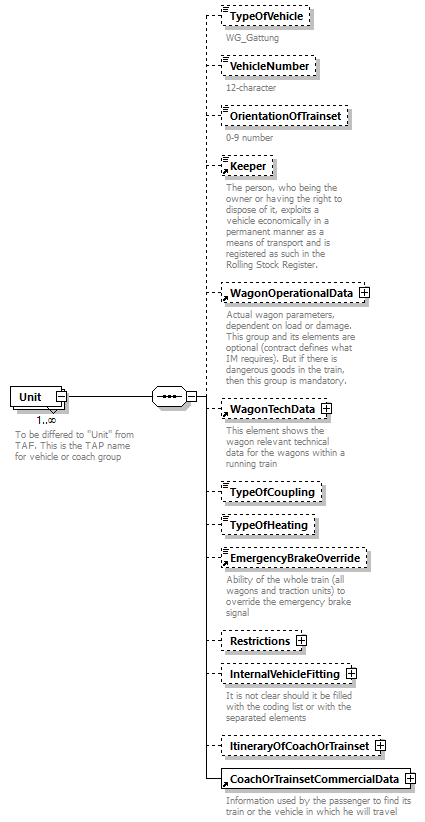 TypeOfVehicle
WG_Gattung
VehicleNumber
12-character
OrientationOfTrainset
0-9 number
Keeper
The person, who being the
owner or having the right to
dispose of it, exploits a
vehicle economically in a
permanent manner as a
means of transport and is
registered as such in the
Rolling Stock Register.
WagonOperationalData
Actual wagon parameters,
dependent on load or damage.
This group and its elements are
optional (contract defines what
IM requires). But if there is
dangerous goods in the train,
then this group is mandatory.
Unit
1..∞
To be differed to "Unit" from
TAF. This is the TAP name
for vehicle or coach group
WagonTechData
This element shows the
wagon relevant technical
data for the wagons within a
running train
TypeOfCoupling
TypeOfHeating
EmergencyBrakeOverride
Ability of the whole train (all
wagons and traction units) to
override the emergency brake
signal
Restrictions
InternalVehicleFitting
It is not clear should it be filled
with the coding list or with the
separated elements
ItineraryOfCoachOrTrainset
CoachOrTrainsetCommercialData
Information used by the passenger to find its
train or the vehicle in which he will travel